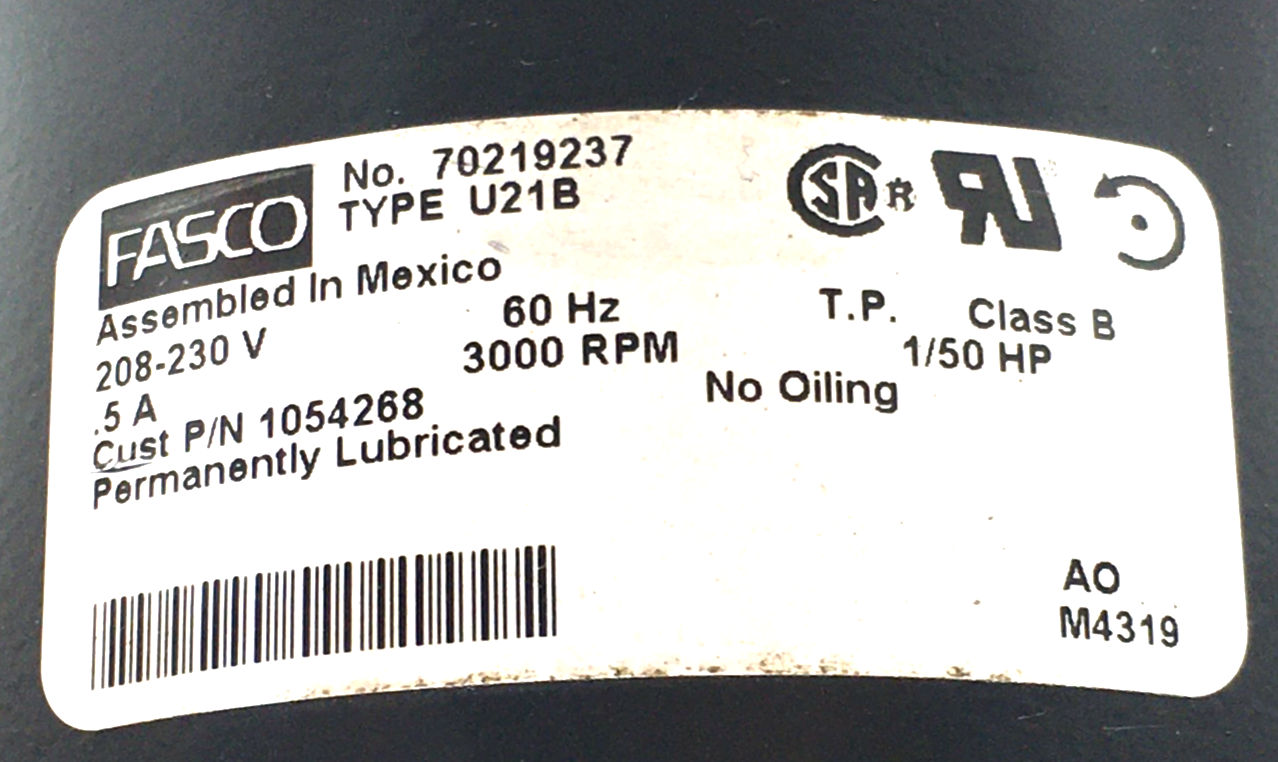 FASCO
No. 70219237
TYPE U21B
Assembled In Mexico
208-230 V 60 Hz T.P. Class B
.5 A 3000 RPM 1/50 HP
Cust P/N 1054268 No Oiling
Permanently Lubricated
AO
M4319